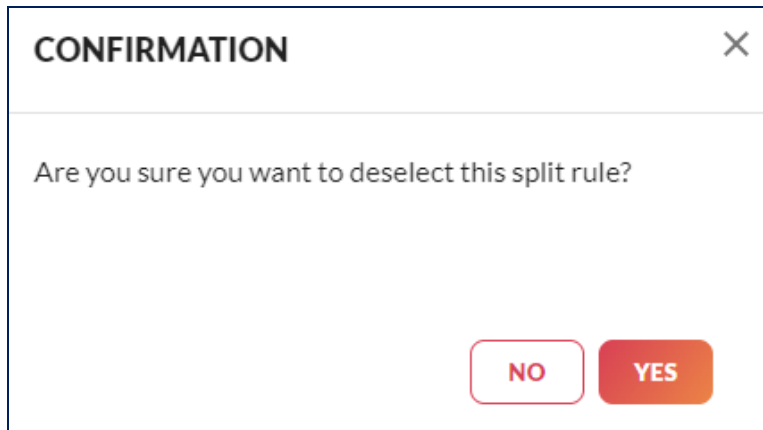 CONFIRMATION
Are you sure you want to deselect this split rule?
NO
YES